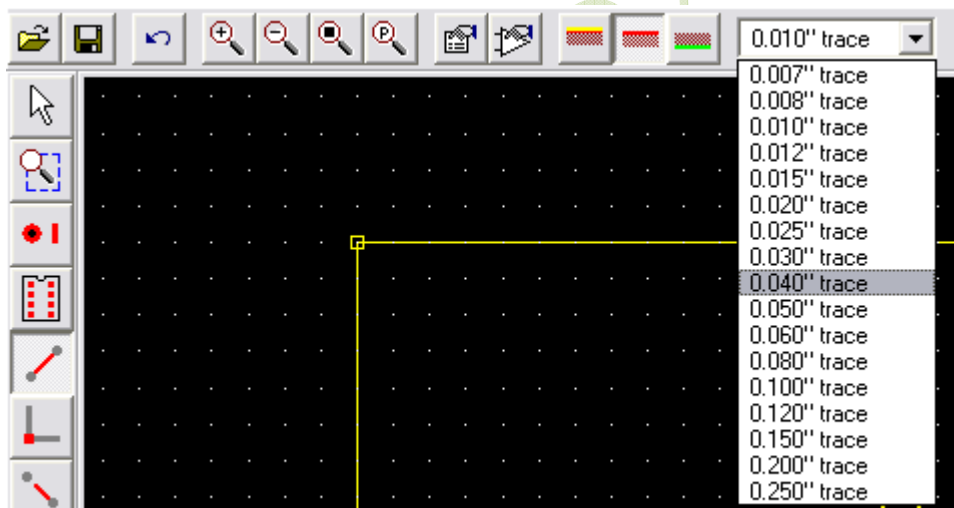 0.010" trace
0.007" trace
0.008" trace
0.010" trace
0.012" trace
0.015" trace
0.020" trace
0.025" trace
0.030" trace
0.040" trace
0.050" trace
0.060" trace
0.080" trace
0.100" trace
0.120" trace
0.150" trace
0.200" trace
0.250" trace